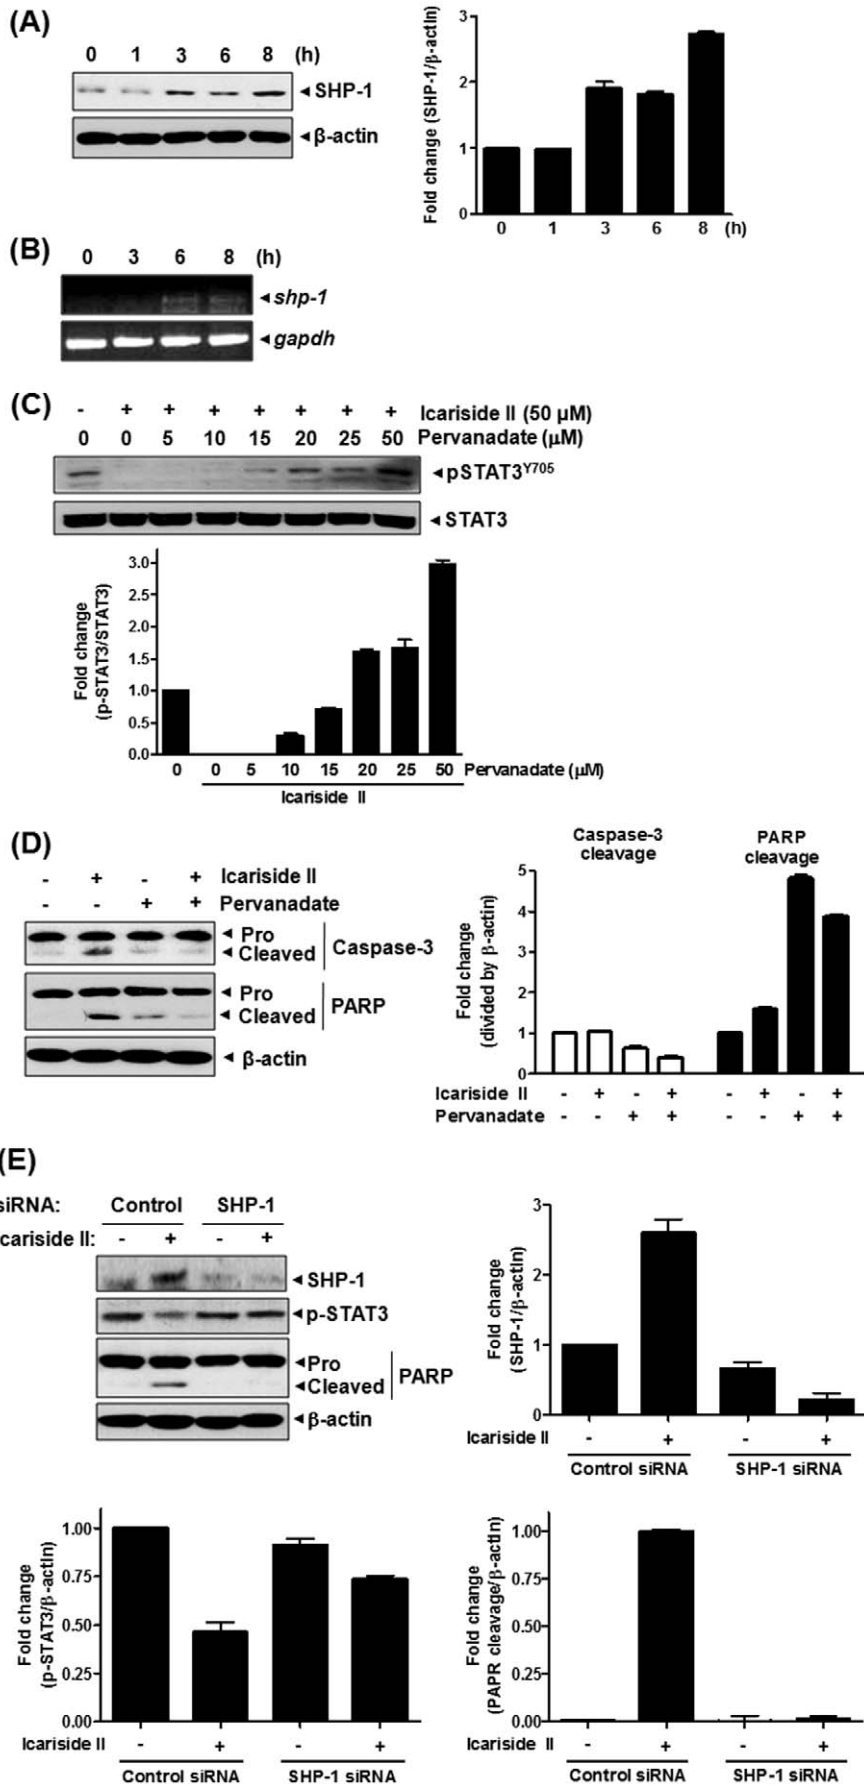 (A)
0 1 3 6 8 (h)
◄SHP-1
◄β-actin
Fold change (SHP-1/β-actin)
3
2
1
0
0 1 3 6 8 (h)
(B)
0 3 6 8 (h)
◄shp-1
◄gapdh
(C)
- + + + + + + + Icariside II (50 µM)
0 0 5 10 15 20 25 50 Pervanadate (µM)
◄pSTAT3Y705
◄STAT3
Fold change
(p-STAT3/STAT3)
3.0
2.5
2.0
1.5
1.0
0.5
0.0
0 0 5 10 15 20 25 50 Pervanadate (µM)
Icariside II
(D)
- + - + Icariside II
- - + + Pervanadate
◄ Pro
◄ Cleaved
Caspase-3
◄ Pro
◄ Cleaved
PARP
◄ β-actin
Caspase-3
cleavage
PARP
cleavage
Fold change
(divided by β-actin)
5
4
3
2
1
0
Icariside II - + - + - + - +
Pervanadate - - + + - - + +
(E)
siRNA: Control SHP-1
cariside II: - + - +
◄SHP-1
◄p-STAT3
◄Pro
◄Cleaved
PARP
◄β-actin
Fold change
(SHP-1/β-actin)
3
2
1
0
Icariside II - + - +
Control siRNA SHP-1 siRNA
Fold change
(p-STAT3/β-actin)
1.00
0.75
0.50
0.25
0.00
Icariside II - + - +
Control siRNA SHP-1 siRNA
Fold change
(PAPR cleavage/β-actin)
1.00
0.75
0.50
0.25
0.00
Icariside II - + - +
Control siRNA SHP-1 siRNA